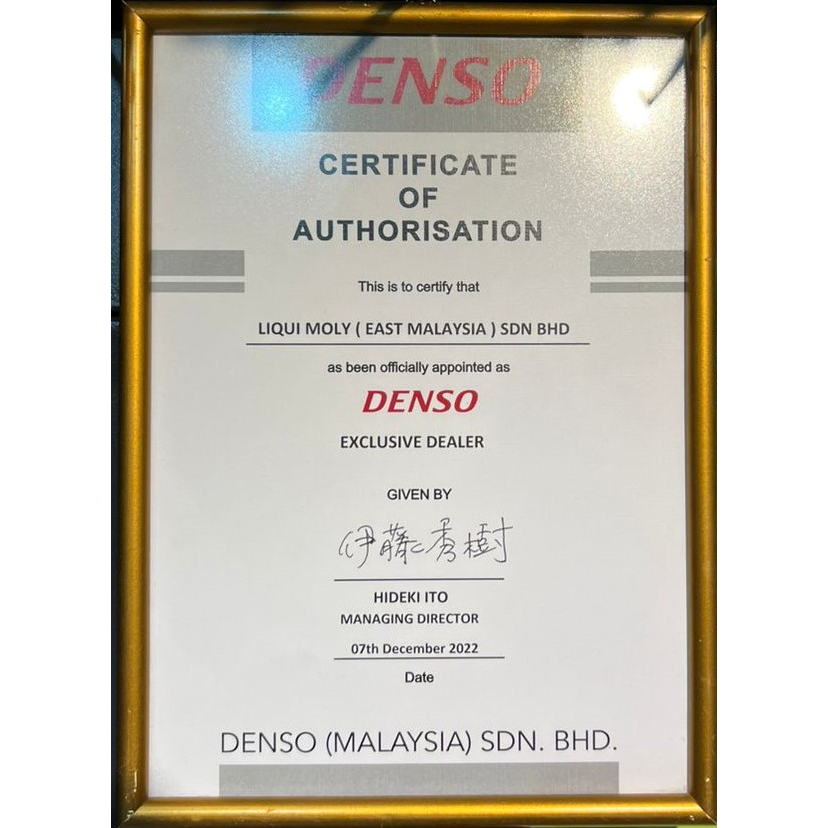 DENSO
CERTIFICATE
OF
AUTHORISATION
This is to certify that
LIQUI MOLY ( EAST MALAYSIA ) SDN BHD
as been officially appointed as
DENSO
EXCLUSIVE DEALER
GIVEN BY
伊藤秀樹
HIDEKI ITO
MANAGING DIRECTOR
07th December 2022
Date
DENSO (MALAYSIA) SDN. BHD.